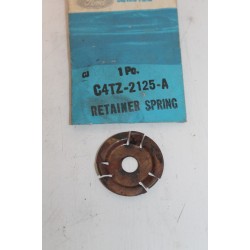 1 Pc.
C4TZ-2125-A
RETAINER SPRING